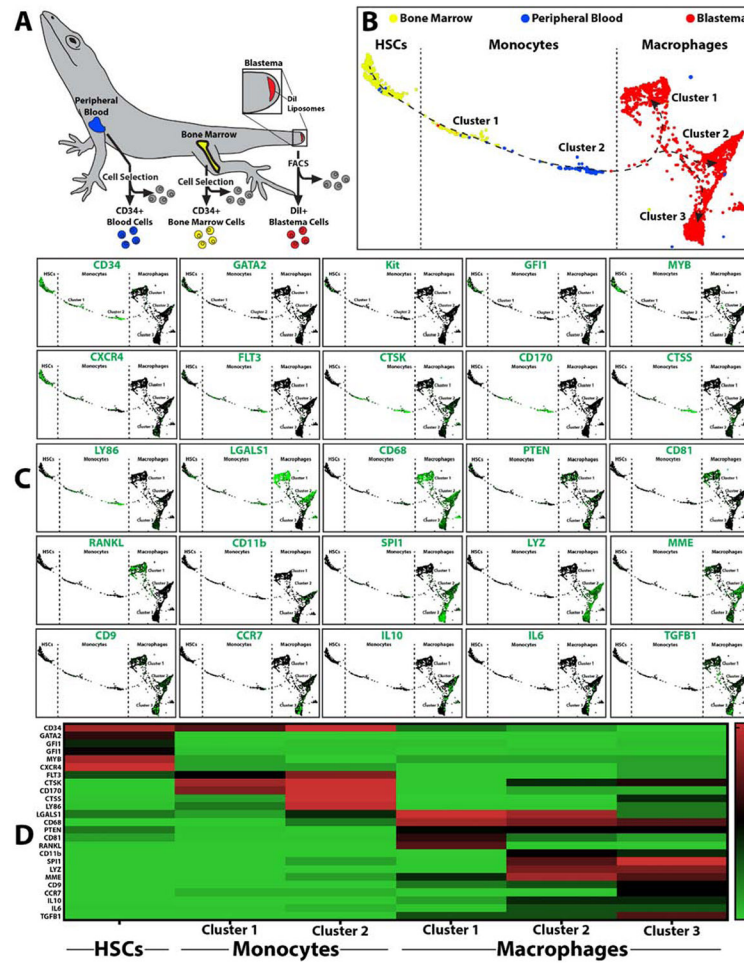 A
Blastema
DiI
Liposomes
Peripheral
Blood
Bone Marrow
FACS
Cell Selection
Cell Selection
CD34+
Blood Cells
CD34+
Bone Marrow Cells
DiI+
Blastema Cells
B
Bone Marrow
Peripheral Blood
Blastema
HSCs
Monocytes
Macrophages
Cluster 1
Cluster 2
Cluster 1
Cluster 2
Cluster 3
C
CD34
GATA2
Kit
GFI1
MYB
CXCR4
FLT3
CTSK
CD170
CTSS
LY86
LGALS1
CD68
PTEN
CD81
RANKL
CD11b
SPI1
LYZ
MME
CD9
CCR7
IL10
IL6
TGFB1
D
CD34
GATA2
GFI1
GFI1
MYB
CXCR4
FLT3
CTSK
CD170
CTSS
LY86
LGALS1
CD68
PTEN
CD81
RANKL
CD11b
SPI1
LYZ
MME
CD9
CCR7
IL10
IL6
TGFB1
Cluster 1
Cluster 2
Cluster 1
Cluster 2
Cluster 3
HSCs
Monocytes
Macrophages